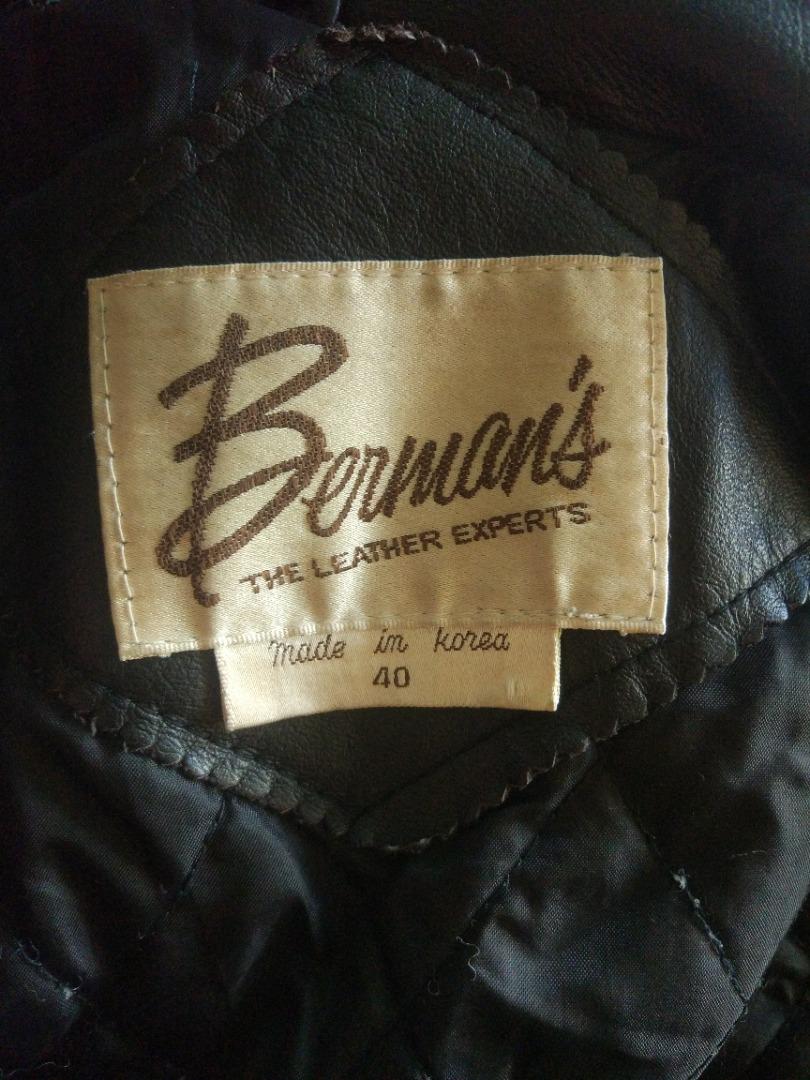 Berman's
THE LEATHER EXPERTS
made in korea
40